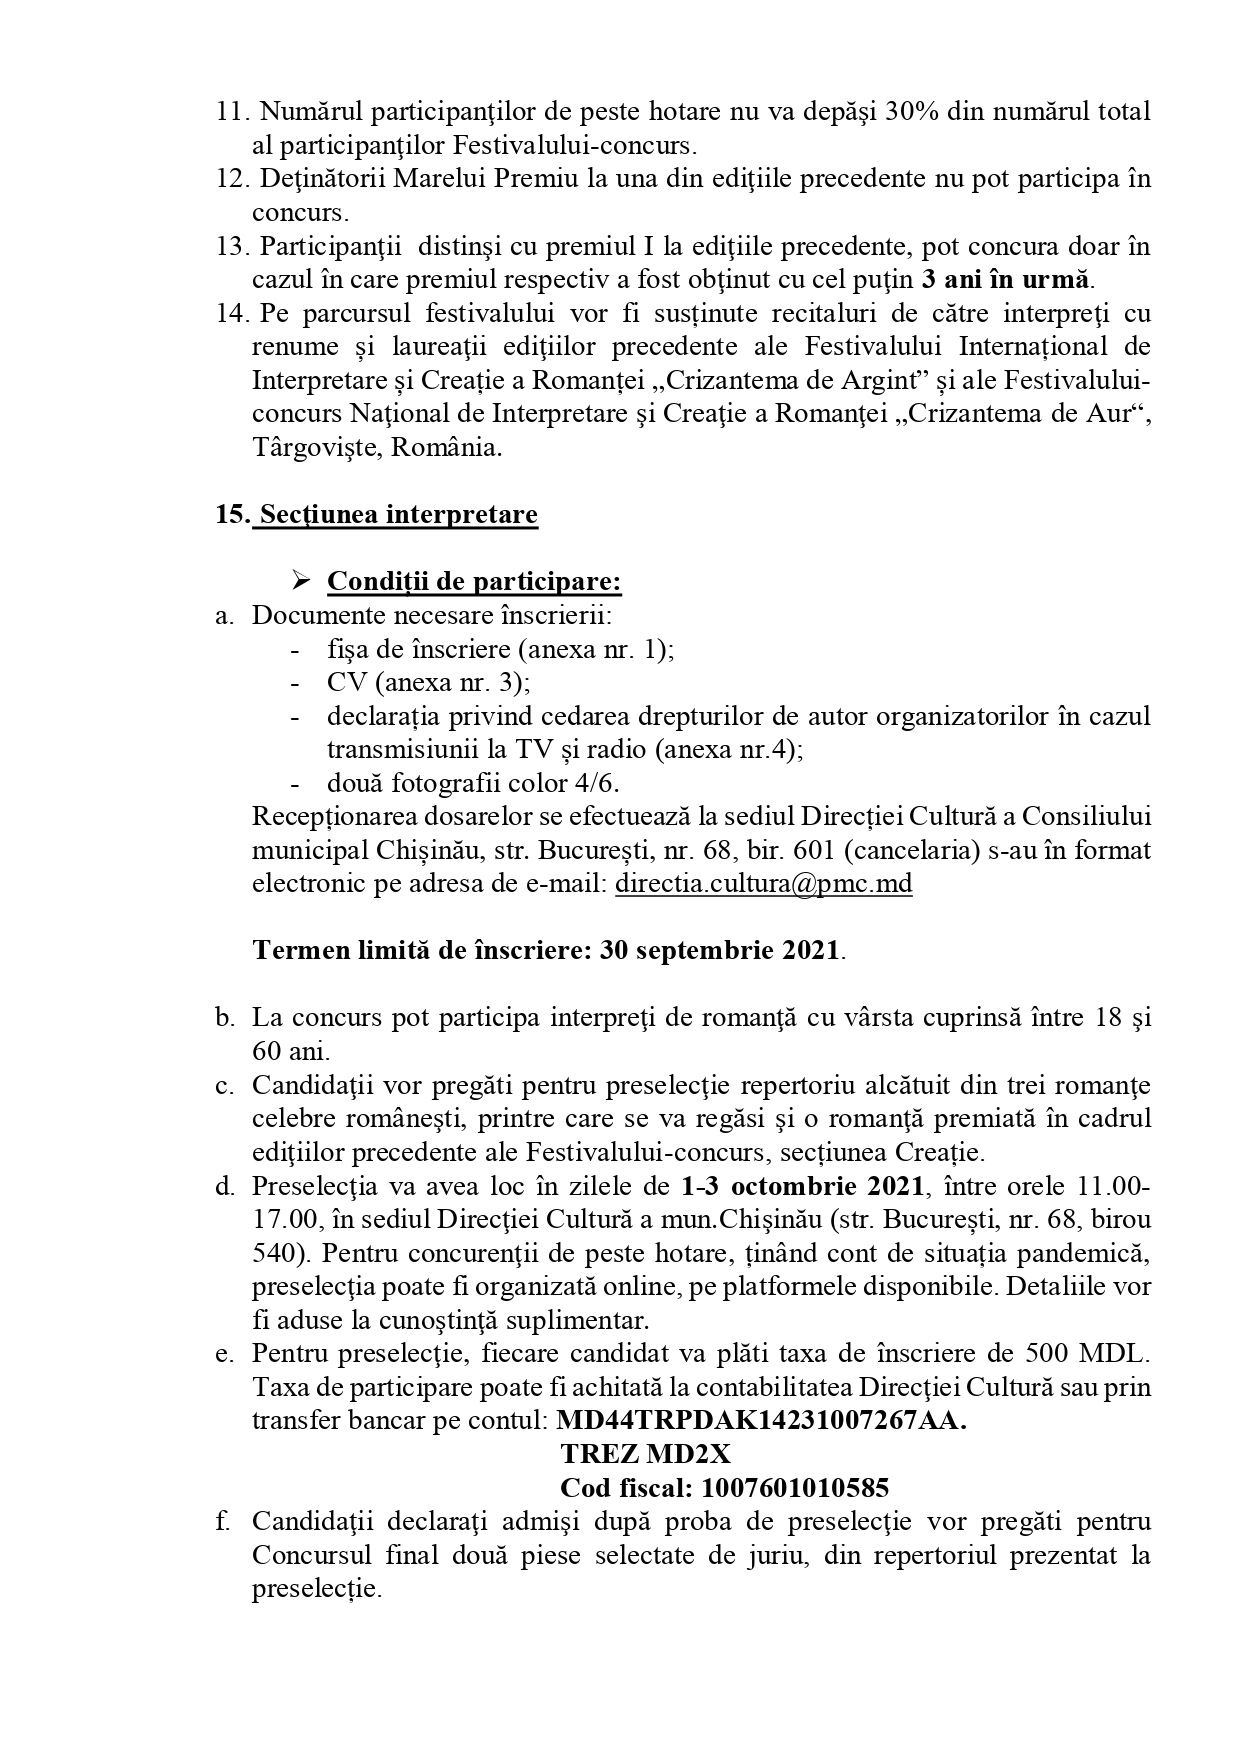 11. Numărul participanţilor de peste hotare nu va depăşi 30% din numărul total
al participanţilor Festivalului-concurs.
12. Deţinătorii Marelui Premiu la una din ediţiile precedente nu pot participa în
concurs.
13. Participanţii  distinşi cu premiul I la ediţiile precedente, pot concura doar în
cazul în care premiul respectiv a fost obţinut cu cel puţin 3 ani în urmă.
14. Pe parcursul festivalului vor fi susținute recitaluri de către interpreţi cu
renume și laureaţii ediţiilor precedente ale Festivalului Internațional de
Interpretare și Creație a Romanței „Crizantema de Argint” și ale Festivalului-
concurs Naţional de Interpretare şi Creaţie a Romanţei „Crizantema de Aur“,
Târgovişte, România.
15. Secţiunea interpretare
➢ Condiții de participare:
a. Documente necesare înscrierii:
- fişa de înscriere (anexa nr. 1);
- CV (anexa nr. 3);
- declarația privind cedarea drepturilor de autor organizatorilor în cazul
transmisiunii la TV și radio (anexa nr.4);
- două fotografii color 4/6.
Recepționarea dosarelor se efectuează la sediul Direcției Cultură a Consiliului
municipal Chișinău, str. București, nr. 68, bir. 601 (cancelaria) s-au în format
electronic pe adresa de e-mail: directia.cultura@pmc.md
Termen limită de înscriere: 30 septembrie 2021.
b. La concurs pot participa interpreţi de romanţă cu vârsta cuprinsă între 18 şi
60 ani.
c. Candidaţii vor pregăti pentru preselecţie repertoriu alcătuit din trei romanţe
celebre româneşti, printre care se va regăsi şi o romanţă premiată în cadrul
ediţiilor precedente ale Festivalului-concurs, secțiunea Creație.
d. Preselecţia va avea loc în zilele de 1-3 octombrie 2021, între orele 11.00-
17.00, în sediul Direcţiei Cultură a mun.Chişinău (str. București, nr. 68, birou
540). Pentru concurenţii de peste hotare, ținând cont de situația pandemică,
preselecţia poate fi organizată online, pe platformele disponibile. Detaliile vor
fi aduse la cunoştinţă suplimentar.
e. Pentru preselecţie, fiecare candidat va plăti taxa de înscriere de 500 MDL.
Taxa de participare poate fi achitată la contabilitatea Direcţiei Cultură sau prin
transfer bancar pe contul: MD44TRPDAK14231007267AA.
TREZ MD2X
Cod fiscal: 1007601010585
f. Candidaţii declaraţi admişi după proba de preselecţie vor pregăti pentru
Concursul final două piese selectate de juriu, din repertoriul prezentat la
preselecție.